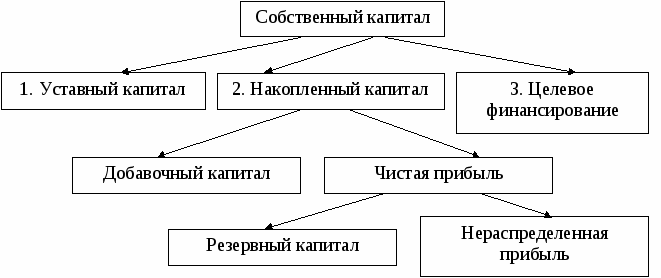 Собственный капитал
1. Уставный капитал
2. Накопленный капитал
3. Целевое
финансирование
Добавочный капитал
Чистая прибыль
Резервный капитал
Нераспределенная
прибыль